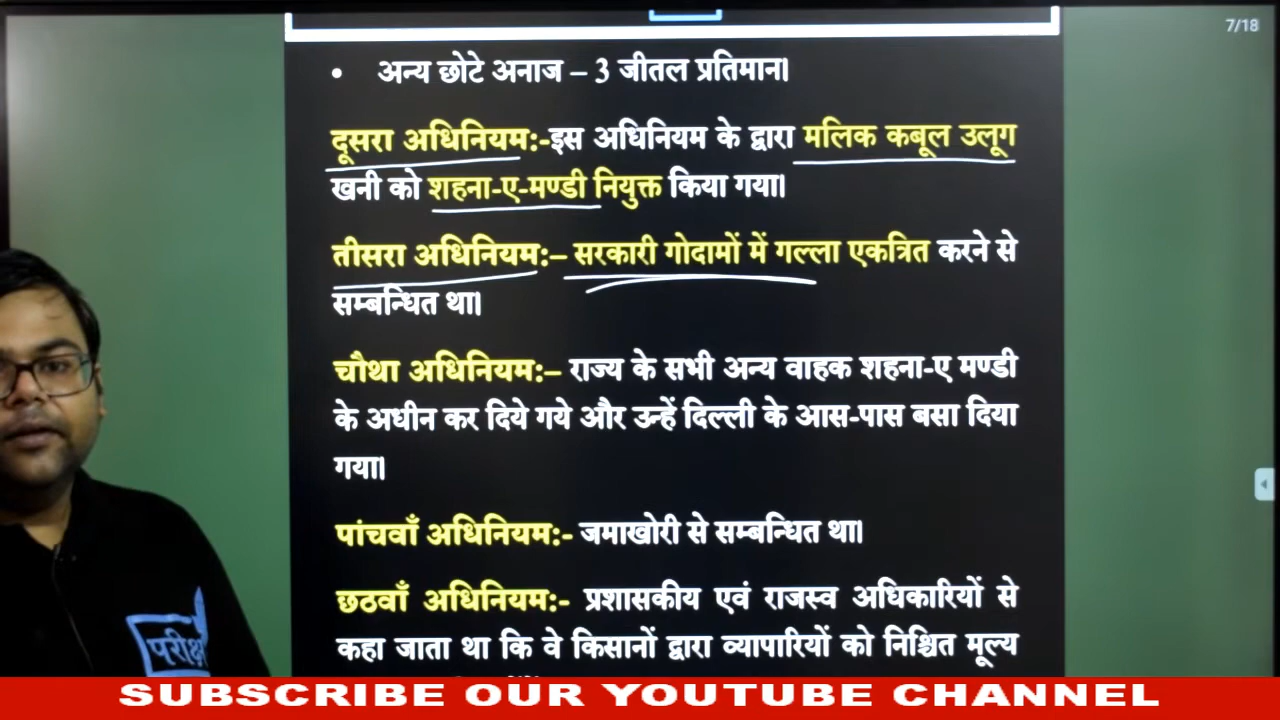 7/18
• अन्य छोटे अनाज – 3 जीतल प्रतिमान।
दूसरा अधिनियम:-इस अधिनियम के द्वारा मलिक कबूल उलूग
खनी को शहना-ए-मण्डी नियुक्त किया गया।
तीसरा अधिनियम:– सरकारी गोदामों में गल्ला एकत्रित करने से
सम्बन्धित था।
चौथा अधिनियम:– राज्य के सभी अन्य वाहक शहना-ए मण्डी
के अधीन कर दिये गये और उन्हें दिल्ली के आस-पास बसा दिया
गया।
पांचवाँ अधिनियम:- जमाखोरी से सम्बन्धित था।
छठवाँ अधिनियम:- प्रशासकीय एवं राजस्व अधिकारियों से
कहा जाता था कि वे किसानों द्वारा व्यापारियों को निश्चित मूल्य
परीक्ष
SUBSCRIBE OUR YOUTUBE CHANNEL